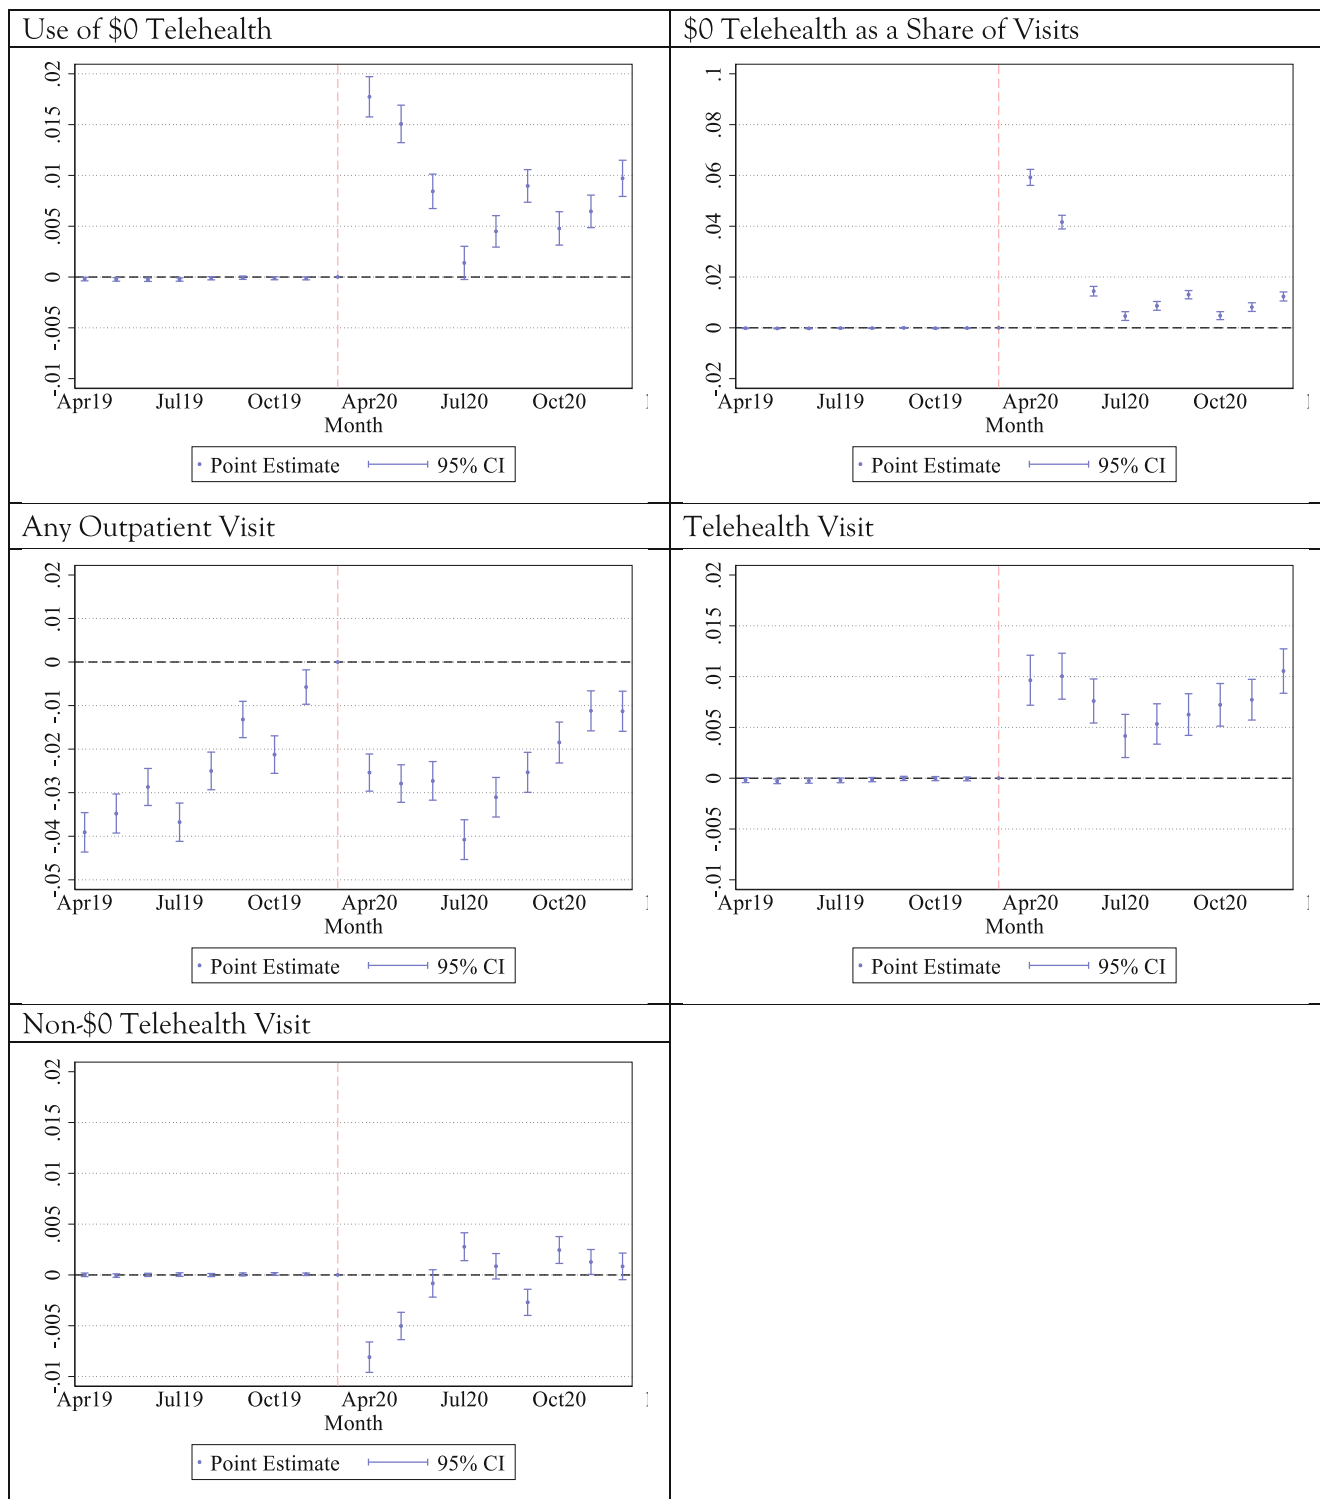 Use of $0 Telehealth
.02
.015
.01
.005
0
-.005
-.01
Apr19 Jul19 Oct19 Apr20 Jul20 Oct20
Month
Point Estimate 95% CI
$0 Telehealth as a Share of Visits
.1
.08
.06
.04
.02
0
-.02
Apr19 Jul19 Oct19 Apr20 Jul20 Oct20
Month
Point Estimate 95% CI
Any Outpatient Visit
.02
.01
0
-.01
-.02
-.03
-.04
-.05
Apr19 Jul19 Oct19 Apr20 Jul20 Oct20
Month
Point Estimate 95% CI
Telehealth Visit
.02
.015
.01
.005
0
-.005
-.01
Apr19 Jul19 Oct19 Apr20 Jul20 Oct20
Month
Point Estimate 95% CI
Non-$0 Telehealth Visit
.02
.015
.01
.005
0
-.005
-.01
Apr19 Jul19 Oct19 Apr20 Jul20 Oct20
Month
Point Estimate 95% CI